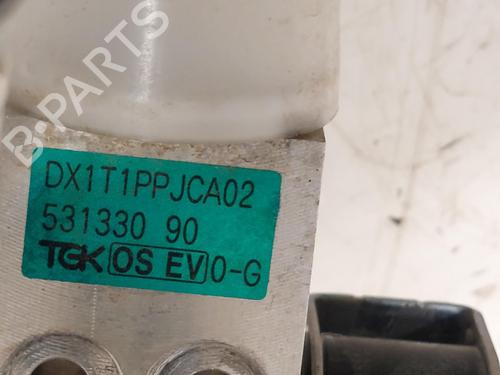 B-PARTS
DX1T1PPJCA02
531330 90
TGK OS EV 0-G